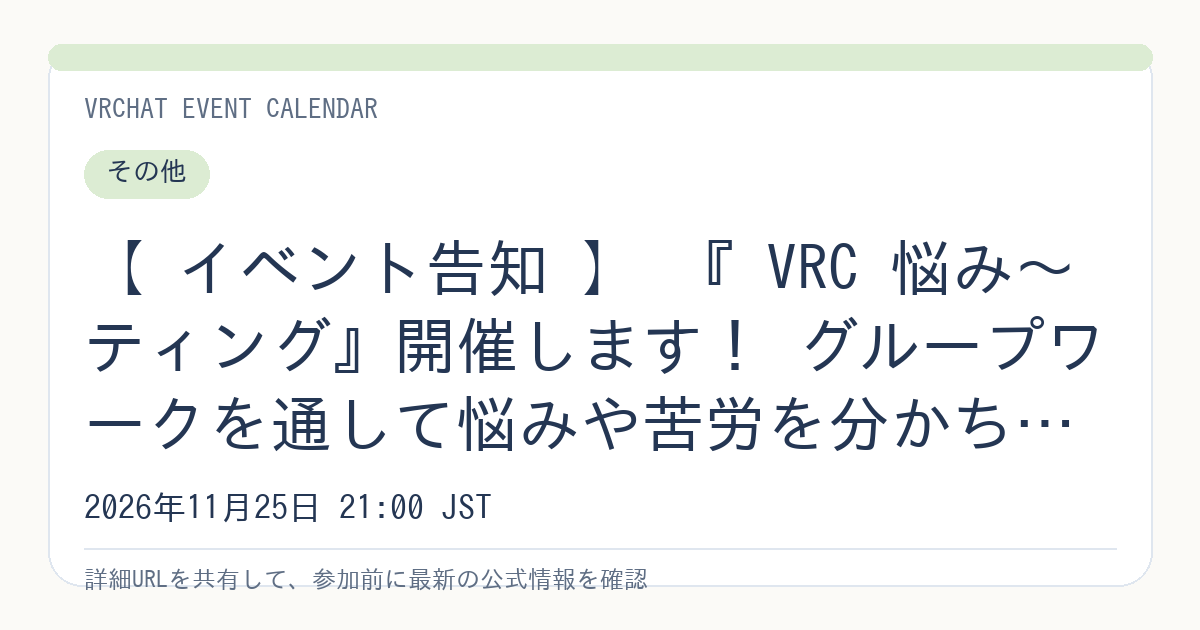 VRCHAT EVENT CALENDAR
その他
【 イベント告知 】 『 VRC 悩み〜
ティング』開催します！ グループワ
ークを通して悩みや苦労を分かち…
2026年11月25日 21:00 JST
詳細URLを共有して、参加前に最新の公式情報を確認